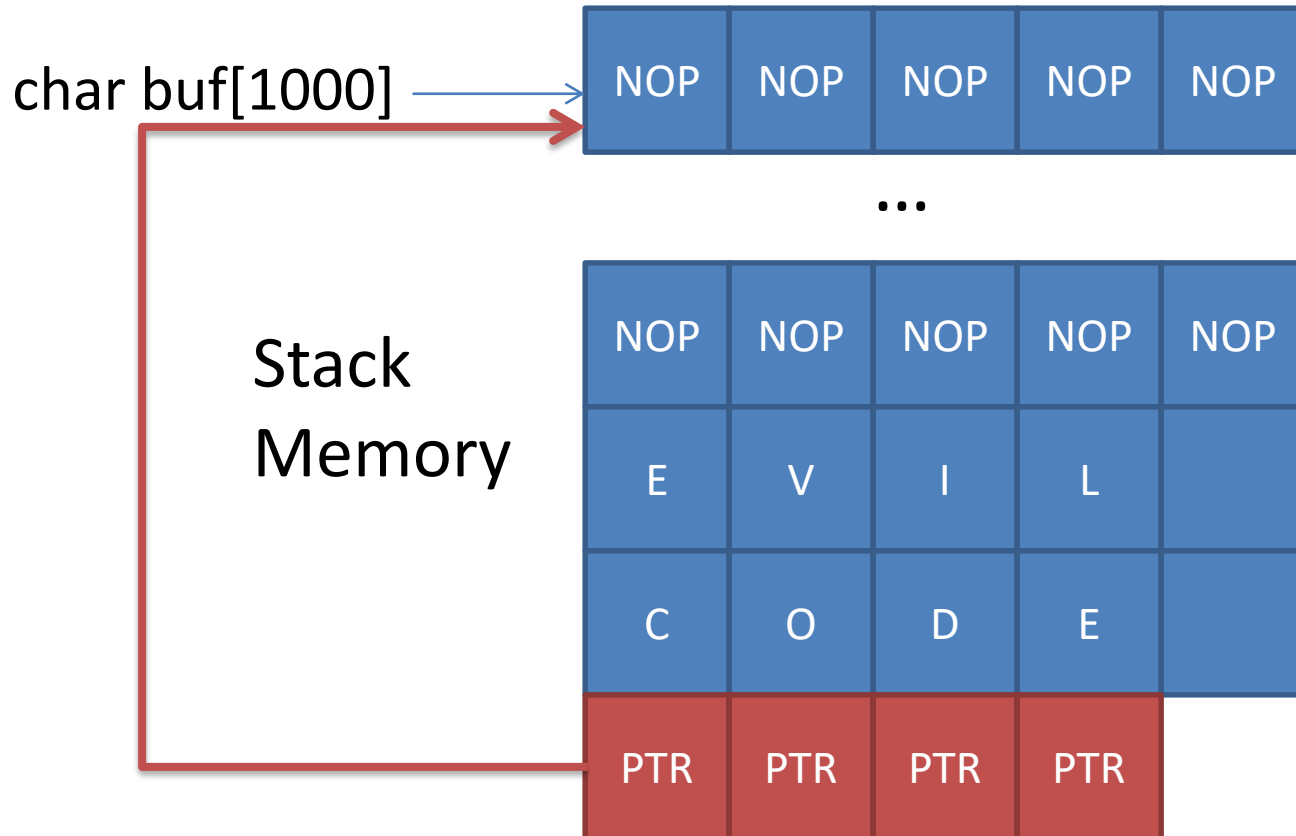 char buf[1000]
NOP NOP NOP NOP NOP
...
Stack
Memory
NOP NOP NOP NOP NOP
E V I L
C O D E
PTR PTR PTR PTR